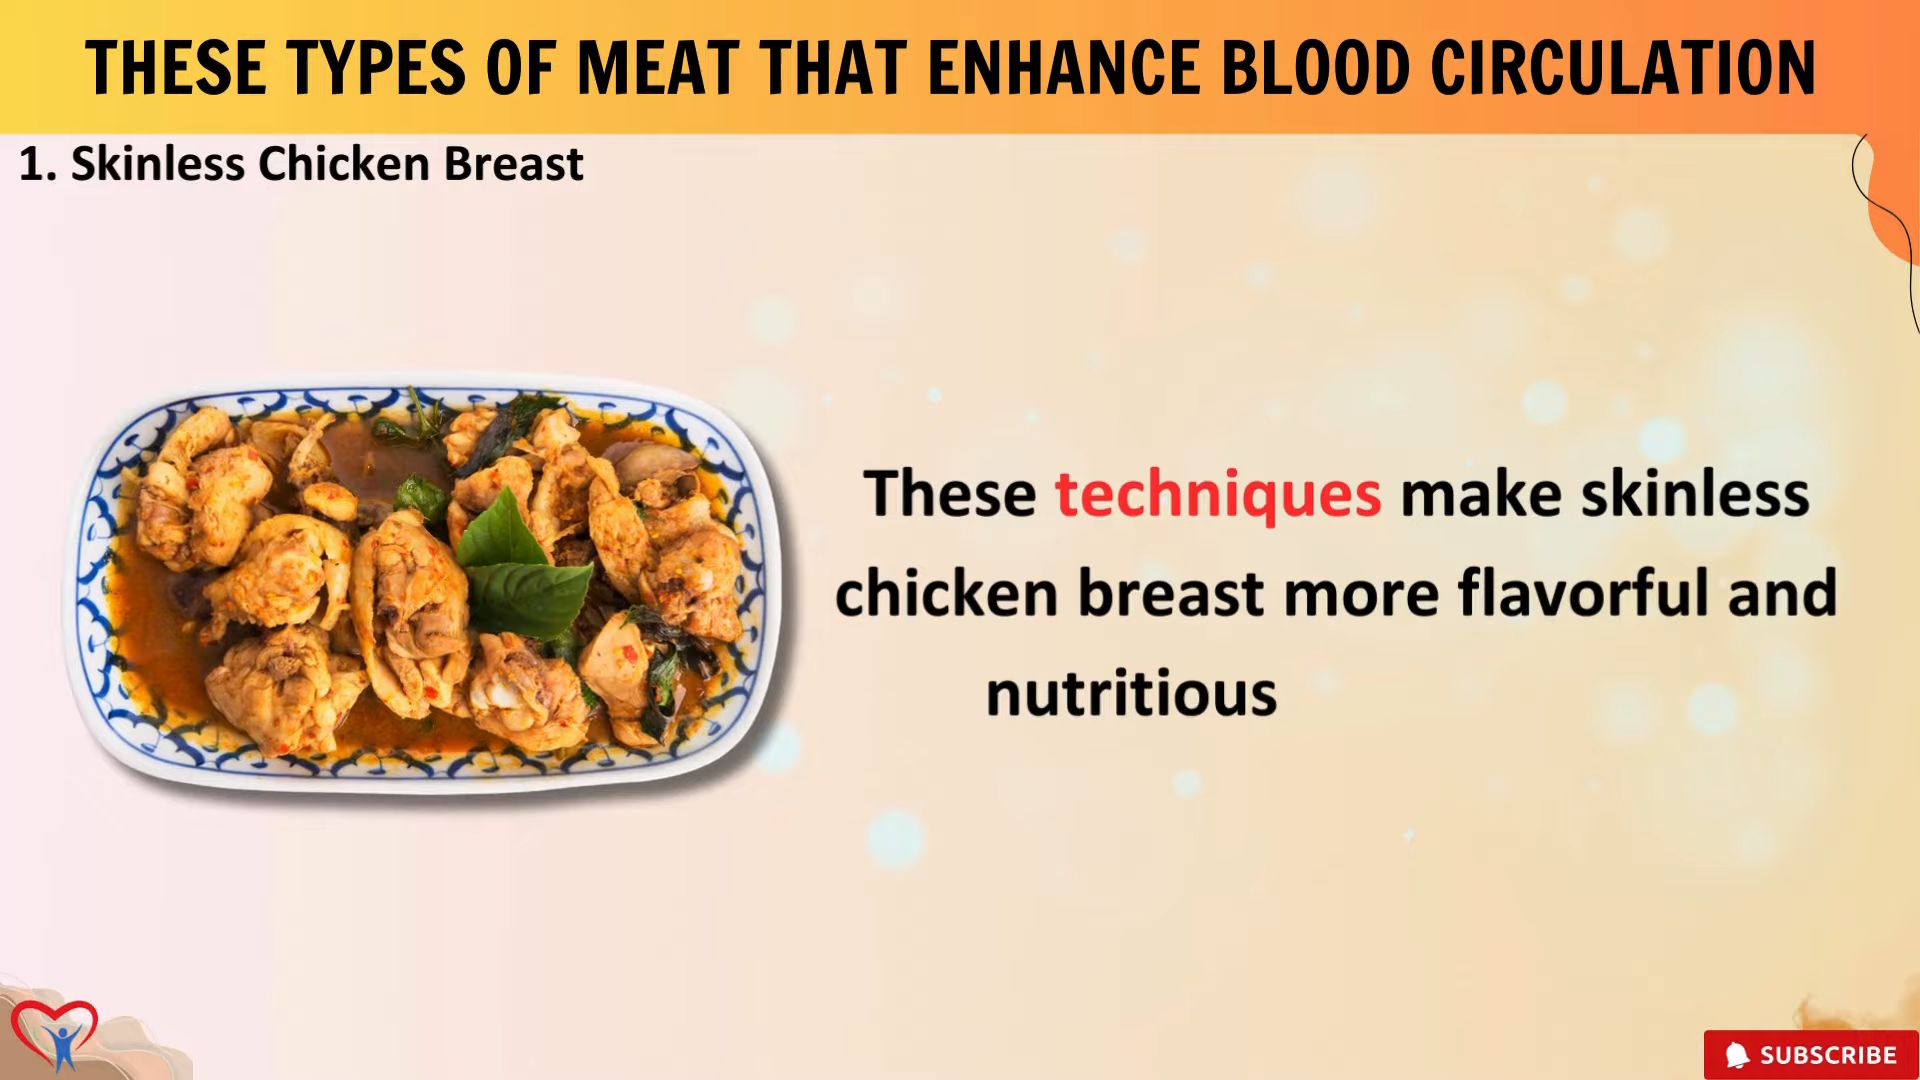 THESE TYPES OF MEAT THAT ENHANCE BLOOD CIRCULATION
1. Skinless Chicken Breast
These techniques make skinless
chicken breast more flavorful and
nutritious
SUBSCRIBE